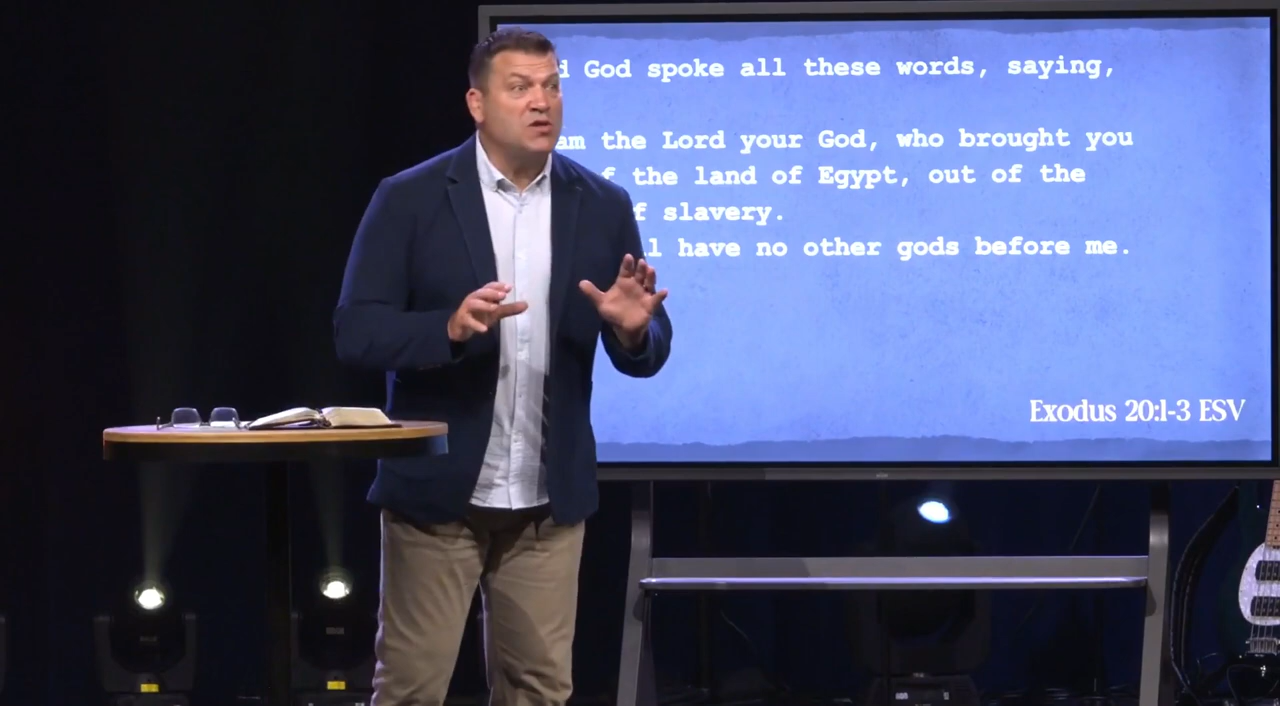 God spoke all these words, saying,
am the Lord your God, who brought you
the land of Egypt, out of the
slavery.
have no other gods before me.
Exodus 20:1-3 ESV